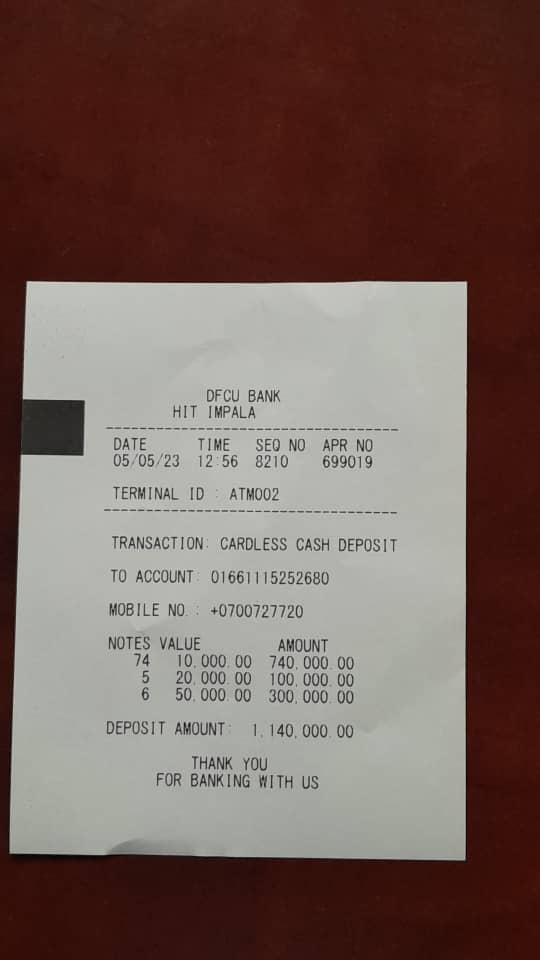 DFCU BANK
HIT IMPALA
DATE TIME SEQ NO APR NO
05/05/23 12:56 8210 699019
TERMINAL ID : ATM002
TRANSACTION: CARDLESS CASH DEPOSIT
TO ACCOUNT: 01661115252680
MOBILE NO. : +0700727720
NOTES VALUE AMOUNT
74 10,000.00 740,000.00
5 20,000.00 100,000.00
6 50,000.00 300,000.00
DEPOSIT AMOUNT: 1,140,000.00
THANK YOU
FOR BANKING WITH US